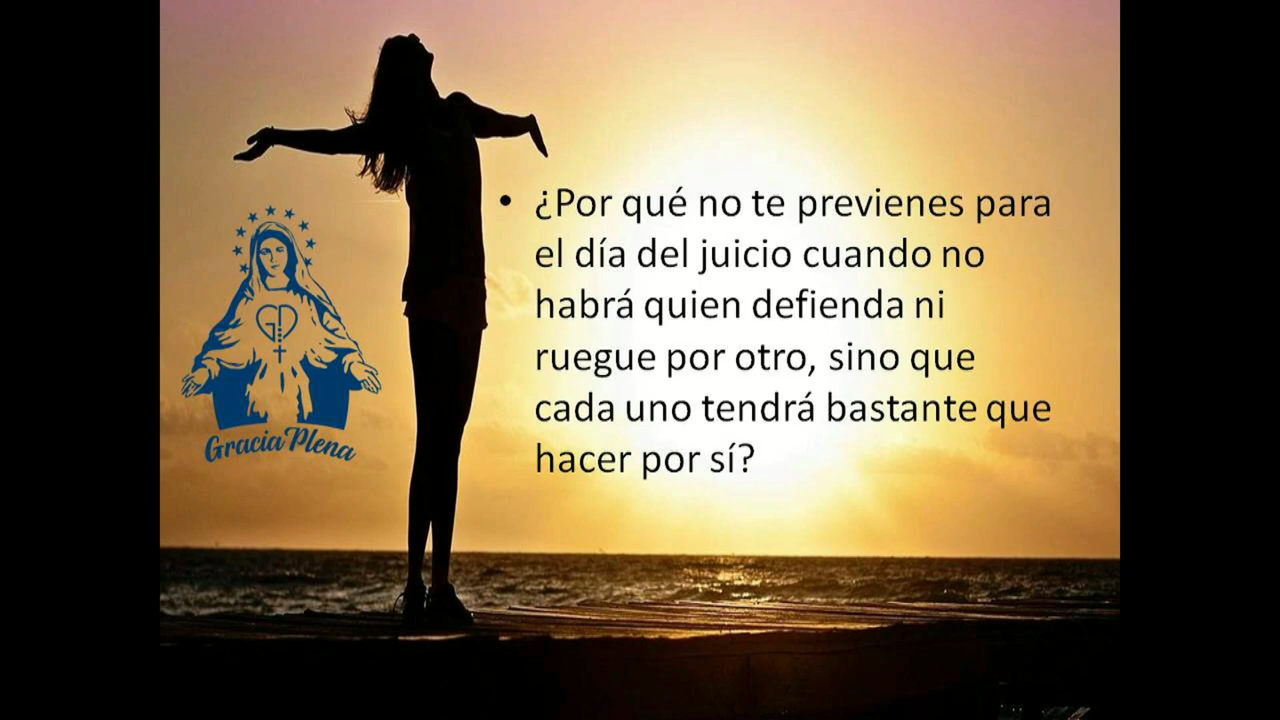 • ¿Por qué no te previenes para
el día del juicio cuando no
habrá quien defienda ni
ruegue por otro, sino que
cada uno tendrá bastante que
hacer por sí?
GP
Gracia Plena